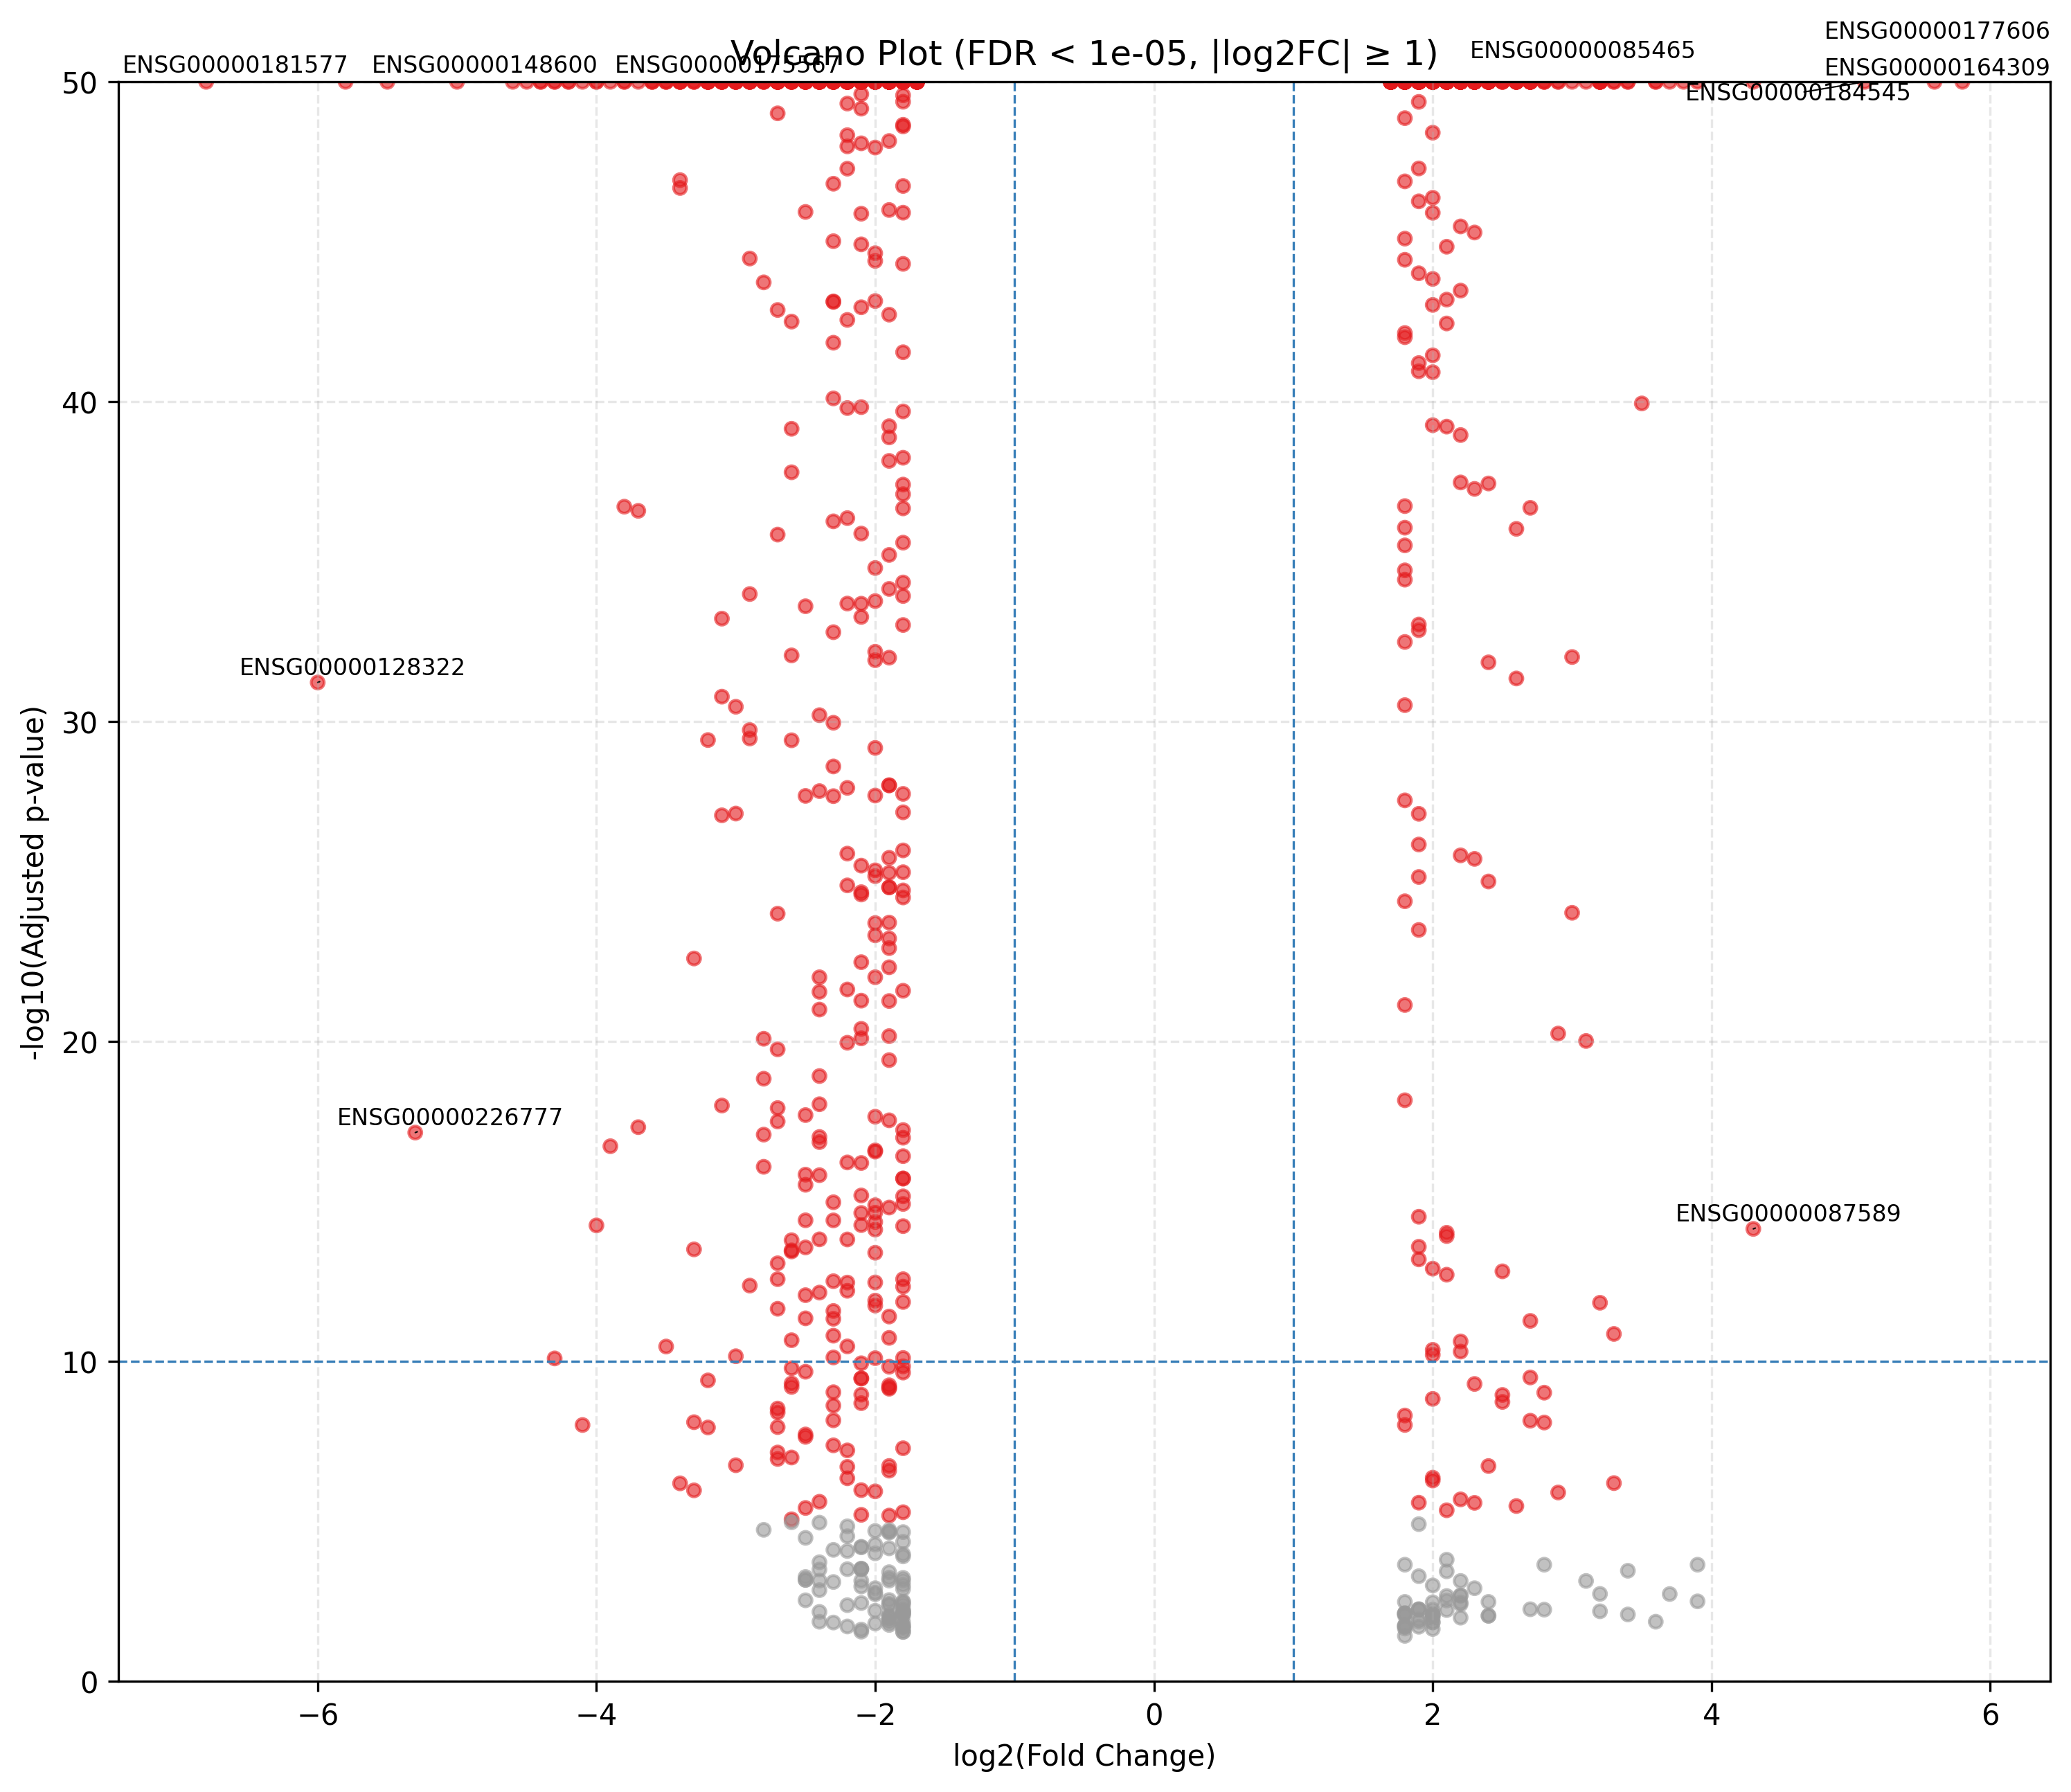 ENSG00000177606
Volcano Plot (FDR < 1e-05, |log2FC| ≥ 1)
ENSG00000085465
ENSG00000181577
ENSG00000148600
ENSG00000175567
ENSG00000164309
ENSG00000184545
50
40
30
20
10
0
-log10(Adjusted p-value)
ENSG00000128322
ENSG00000226777
ENSG00000087589
−6
−4
−2
0
2
4
6
log2(Fold Change)